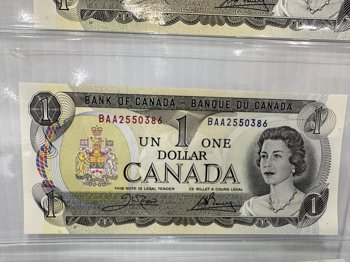 BANK OF CANADA - BANQUE DU CANADA
1 BAA2550386 1 BAA2550386 1
UN ONE
DOLLAR
CANADA
THIS NOTE IS LEGAL TENDER CE BILLET A COURS LÉGAL
1 1